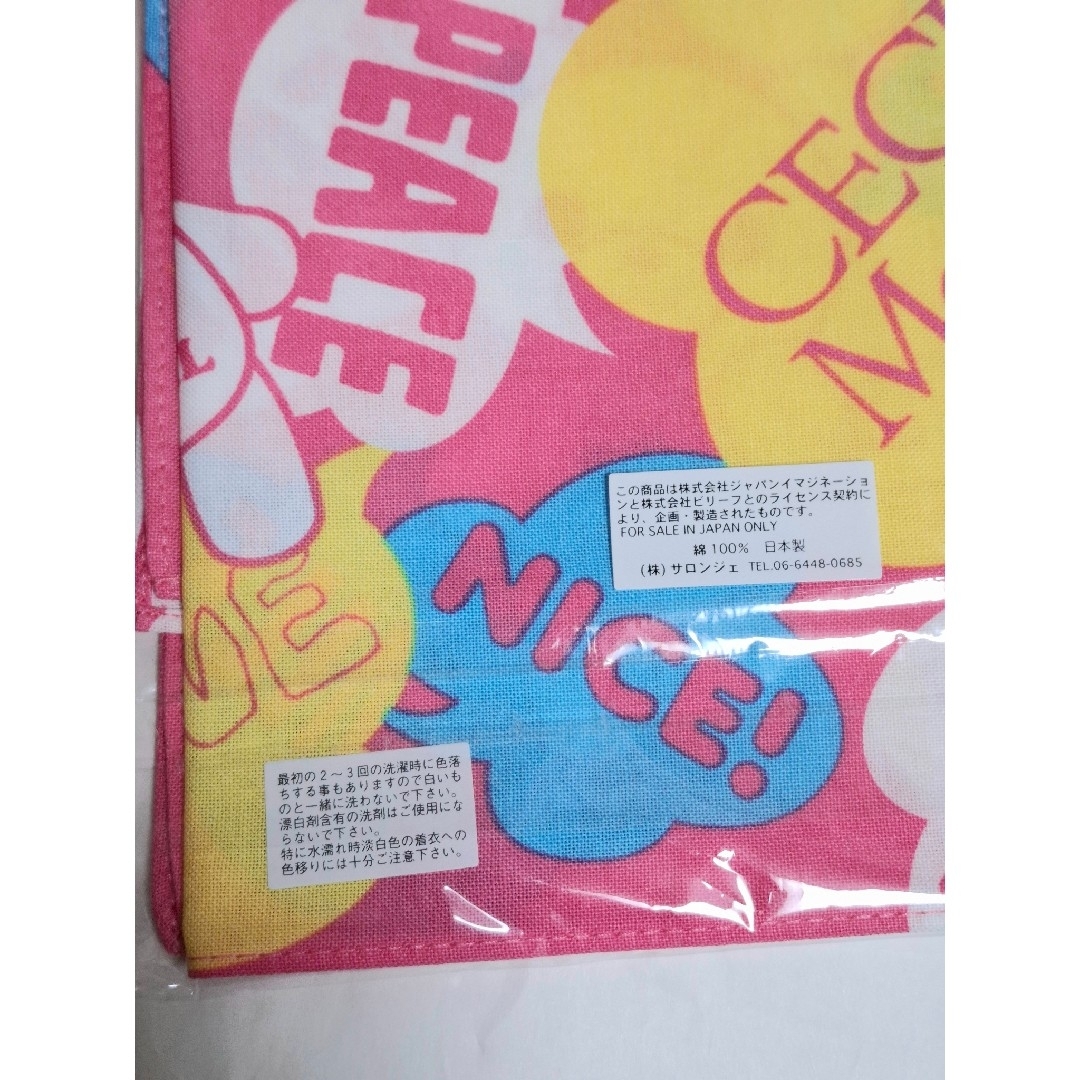 PEACE
CEC
M
VE
NICE!
この商品は株式会社ジャパンイマジネーショ
ンと株式会社ビリーフとのライセンス契約に
より、企画・製造されたものです。
FOR SALE IN JAPAN ONLY
綿100% 日本製
(株)サロンジェ TEL.06-6448-0685
最初の2～3回の洗濯時に色落
ちする事もありますので白いも
のと一緒に洗わないで下さい。
漂白剤含有の洗剤はご使用にな
らないで下さい。
特に水濡れ時淡白色の着衣への
色移りには十分ご注意下さい。